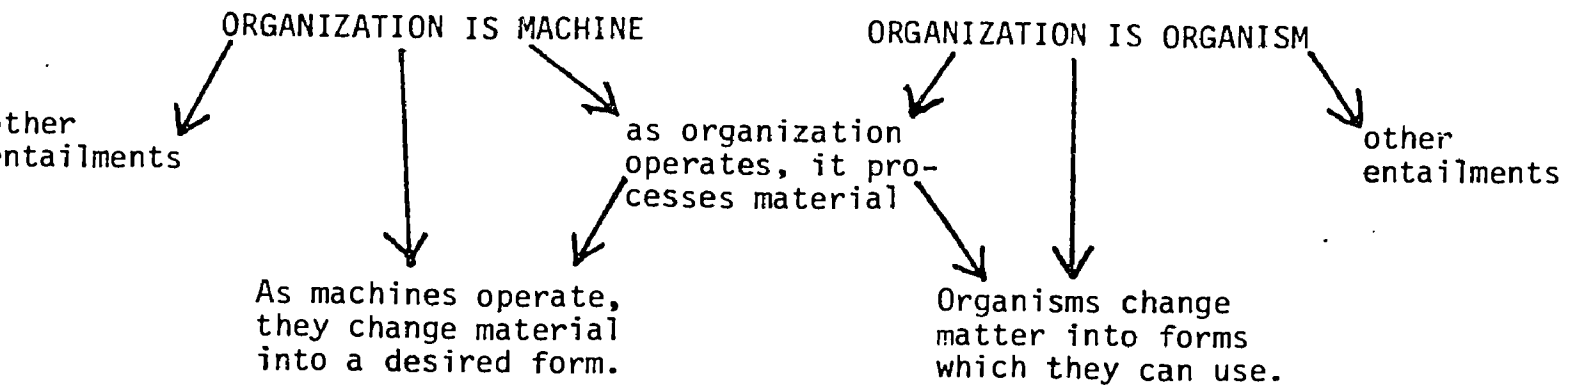 ORGANIZATION IS MACHINE
ORGANIZATION IS ORGANISM
ther
entailments
as organization
operates, it pro-
cesses material
other
entailments
As machines operate,
they change material
into a desired form.
Organisms change
matter into forms
which they can use.